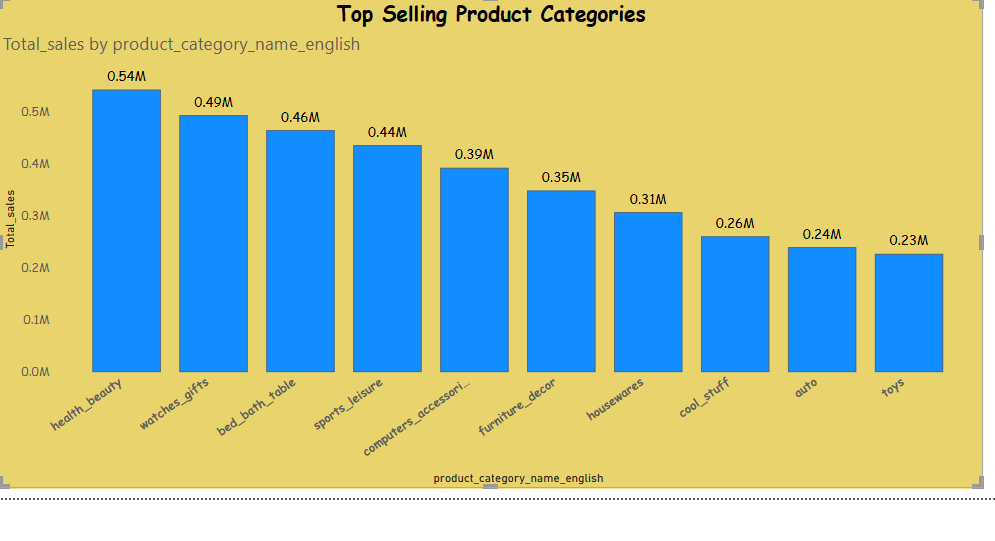 Top Selling Product Categories
Total_sales by product_category_name_english
Total_sales
0.5M
0.4M
0.3M
0.2M
0.1M
0.0M
0.54M
0.49M
0.46M
0.44M
0.39M
0.35M
0.31M
0.26M
0.24M
0.23M
health_beauty
watches_gifts
bed_bath_table
sports_leisure
computers_accessori...
furniture_decor
housewares
cool_stuff
auto
toys
product_category_name_english